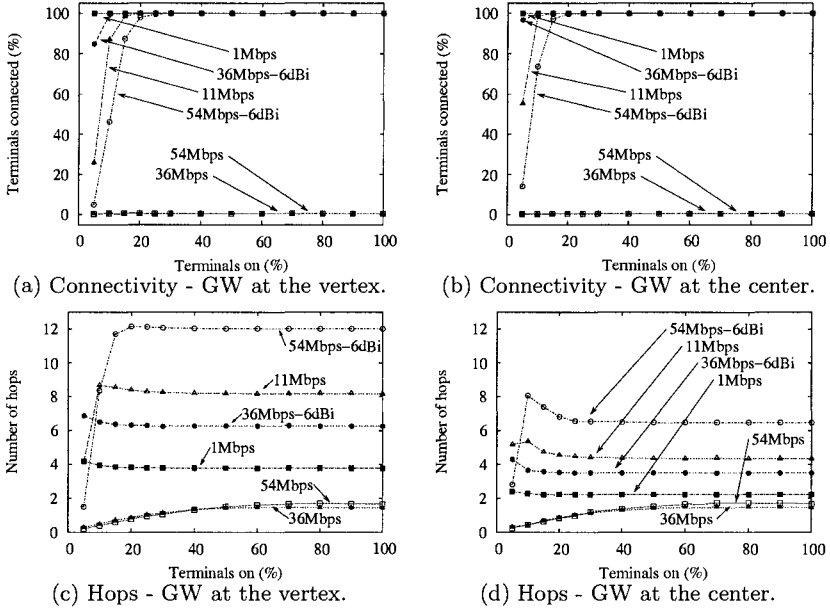 100
80
60
40
20
0
Terminals connected (%)
1Mbps
36Mbps-6dBi
11Mbps
54Mbps-6dBi
54Mbps
36Mbps
0 20 40 60 80 100
Terminals on (%)
(a) Connectivity - GW at the vertex.
100
80
60
40
20
0
Terminals connected (%)
1Mbps
36Mbps-6dBi
11Mbps
54Mbps-6dBi
54Mbps
36Mbps
0 20 40 60 80 100
Terminals on (%)
(b) Connectivity - GW at the center.
12
10
8
6
4
2
0
Number of hops
54Mbps-6dBi
11Mbps
36Mbps-6dBi
1Mbps
54Mbps
36Mbps
0 20 40 60 80 100
Terminals on (%)
(c) Hops - GW at the vertex.
12
10
8
6
4
2
0
Number of hops
54Mbps-6dBi
11Mbps
36Mbps-6dBi
1Mbps
54Mbps
36Mbps
0 20 40 60 80 100
Terminals on (%)
(d) Hops - GW at the center.